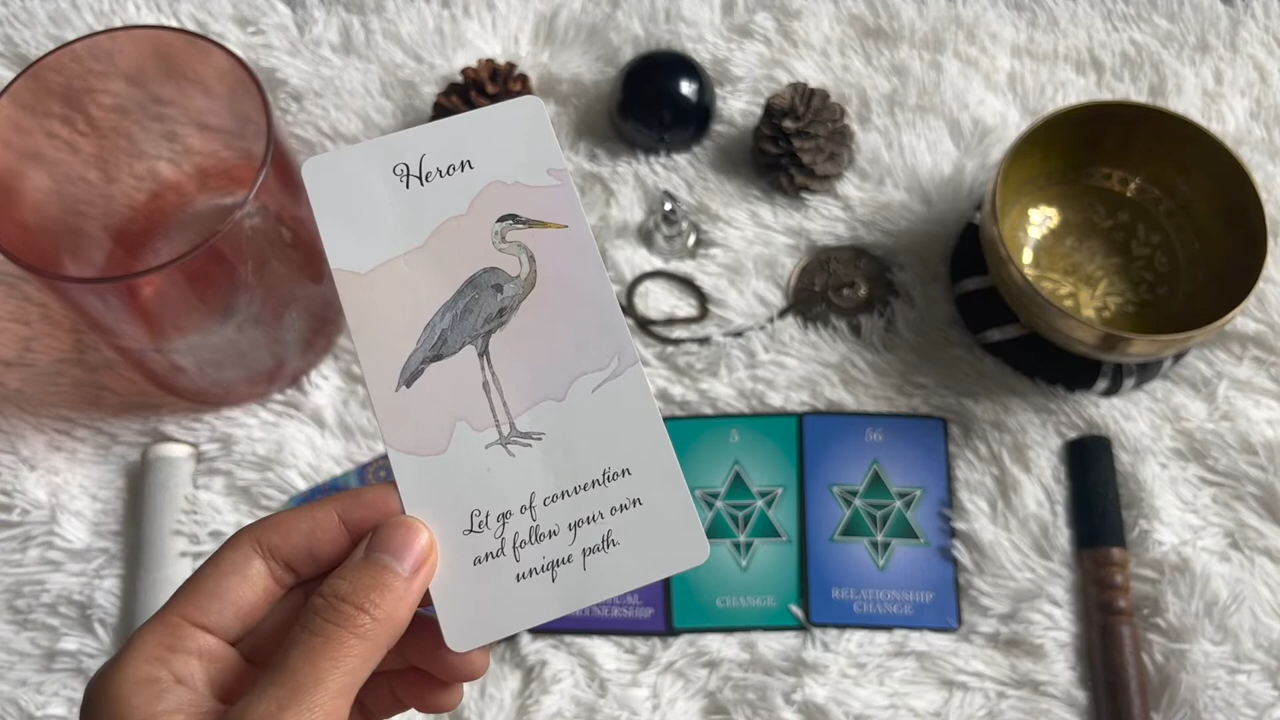 Heron
Let go of convention
and follow your own
unique path.
5
CHANGE
56
RELATIONSHIP
CHANGE